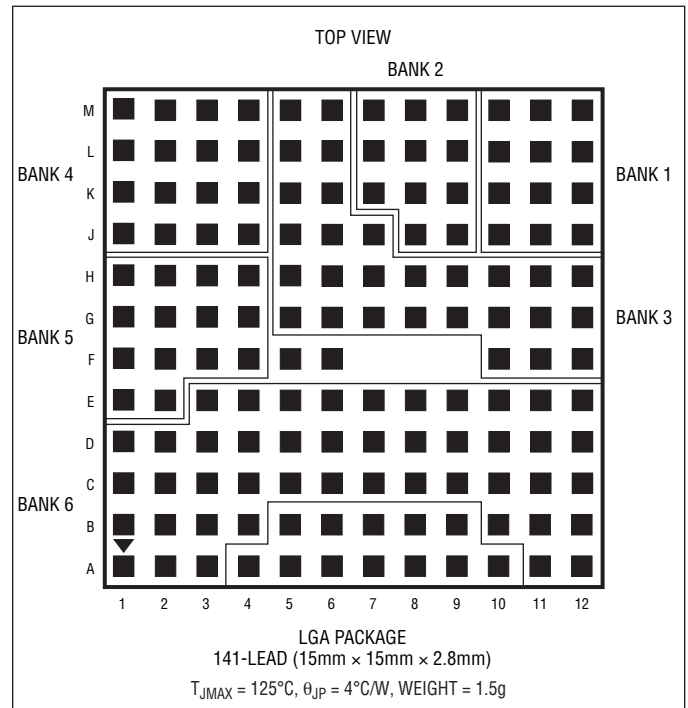 TOP VIEW
BANK 2
M
L
BANK 4
BANK 1
K
J
H
G
BANK 3
BANK 5
F
E
D
C
BANK 6
B
A
1 2 3 4 5 6 7 8 9 10 11 12
LGA PACKAGE
141-LEAD (15mm × 15mm × 2.8mm)
TJMAX = 125°C, θJP = 4°C/W, WEIGHT = 1.5g